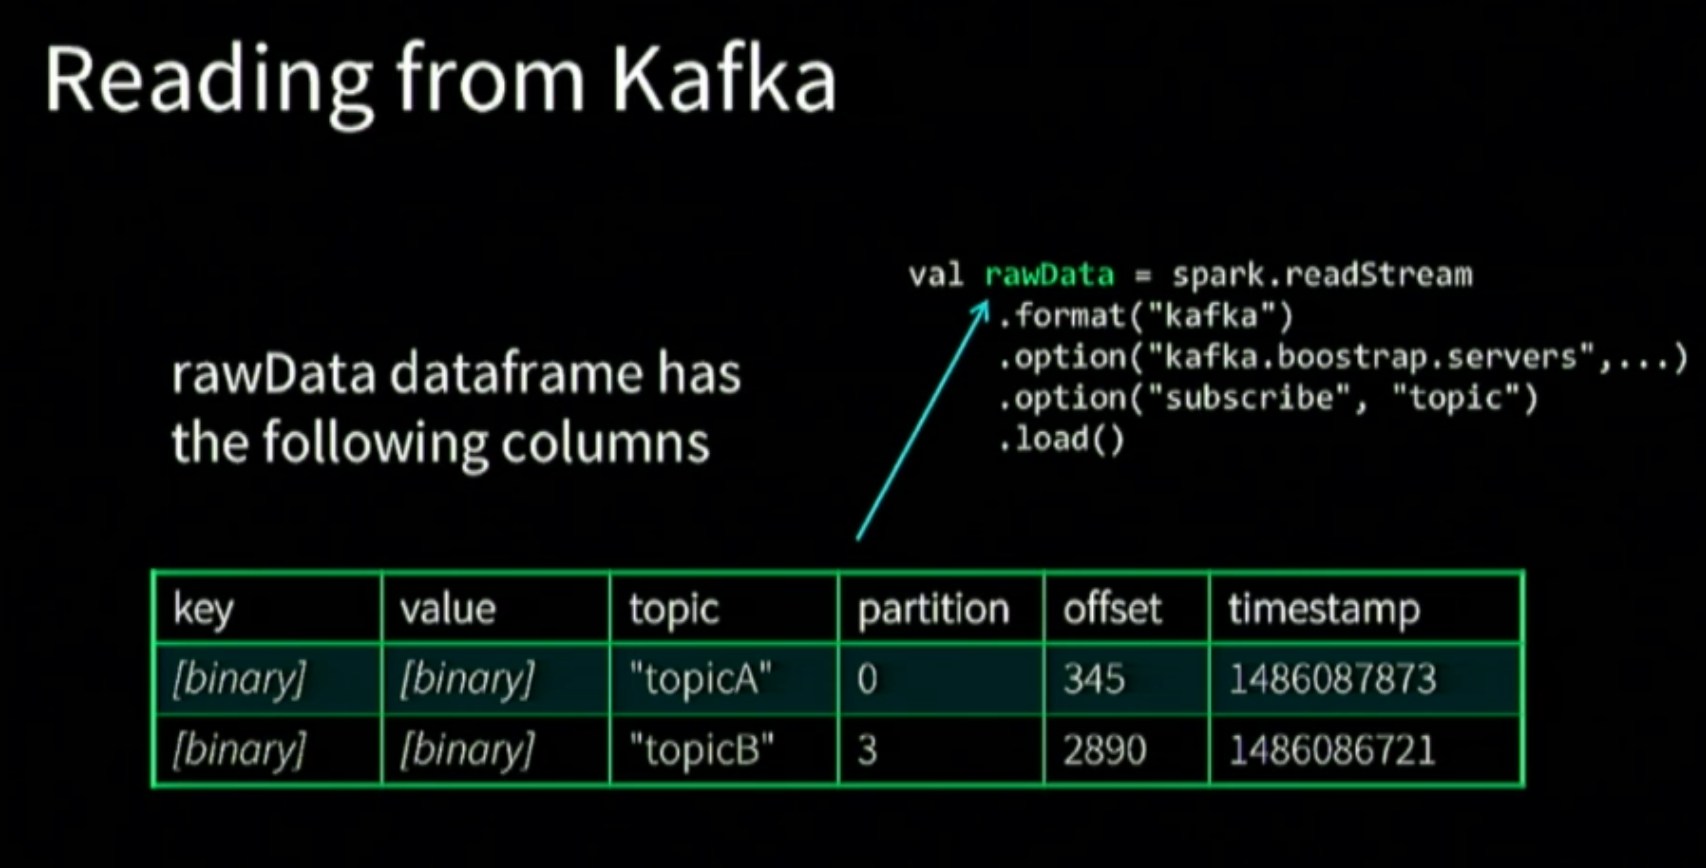 Reading from Kafka
val rawData = spark.readStream
.format("kafka")
.option("kafka.boostrap.servers",...)
.option("subscribe", "topic")
.load()
rawData dataframe has
the following columns
key value topic partition offset timestamp
[binary] [binary] "topicA" 0 345 1486087873
[binary] [binary] "topicB" 3 2890 1486086721